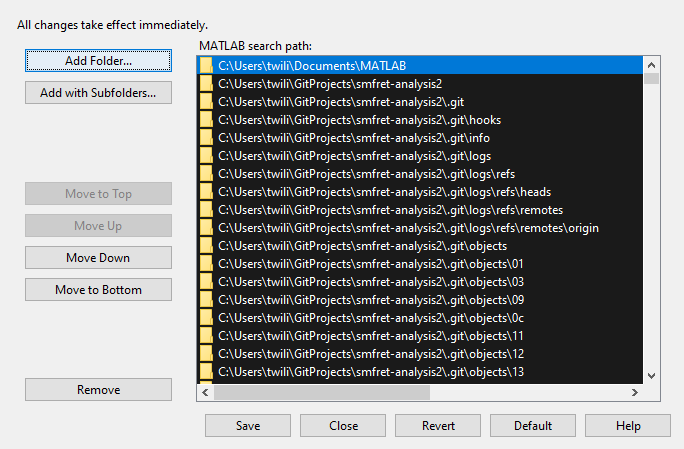 All changes take effect immediately.
MATLAB search path:
Add Folder...
Add with Subfolders...
Move to Top
Move Up
Move Down
Move to Bottom
Remove
C:\Users\twili\Documents\MATLAB
C:\Users\twili\GitProjects\smfret-analysis2
C:\Users\twili\GitProjects\smfret-analysis2\.git
C:\Users\twili\GitProjects\smfret-analysis2\.git\hooks
C:\Users\twili\GitProjects\smfret-analysis2\.git\info
C:\Users\twili\GitProjects\smfret-analysis2\.git\logs
C:\Users\twili\GitProjects\smfret-analysis2\.git\logs\refs
C:\Users\twili\GitProjects\smfret-analysis2\.git\logs\refs\heads
C:\Users\twili\GitProjects\smfret-analysis2\.git\logs\refs\remotes
C:\Users\twili\GitProjects\smfret-analysis2\.git\logs\refs\remotes\origin
C:\Users\twili\GitProjects\smfret-analysis2\.git\objects
C:\Users\twili\GitProjects\smfret-analysis2\.git\objects\01
C:\Users\twili\GitProjects\smfret-analysis2\.git\objects\03
C:\Users\twili\GitProjects\smfret-analysis2\.git\objects\09
C:\Users\twili\GitProjects\smfret-analysis2\.git\objects\0c
C:\Users\twili\GitProjects\smfret-analysis2\.git\objects\11
C:\Users\twili\GitProjects\smfret-analysis2\.git\objects\12
C:\Users\twili\GitProjects\smfret-analysis2\.git\objects\13
Save
Close
Revert
Default
Help